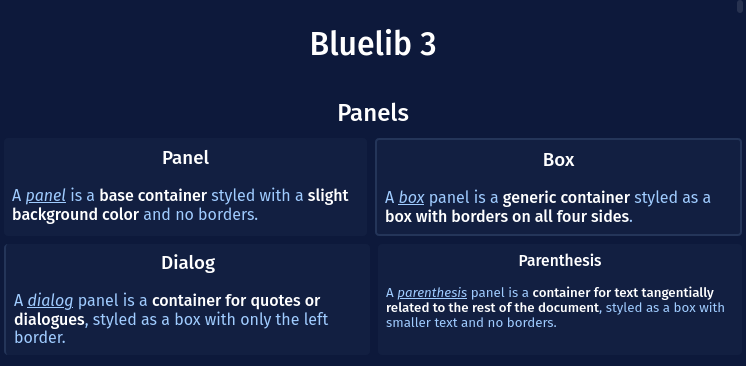 Bluelib 3
Panels
Panel
A panel is a base container styled with a slight
background color and no borders.
Box
A box panel is a generic container styled as a
box with borders on all four sides.
Dialog
A dialog panel is a container for quotes or
dialogues, styled as a box with only the left
border.
Parenthesis
A parenthesis panel is a container for text tangentially
related to the rest of the document, styled as a box with
smaller text and no borders.